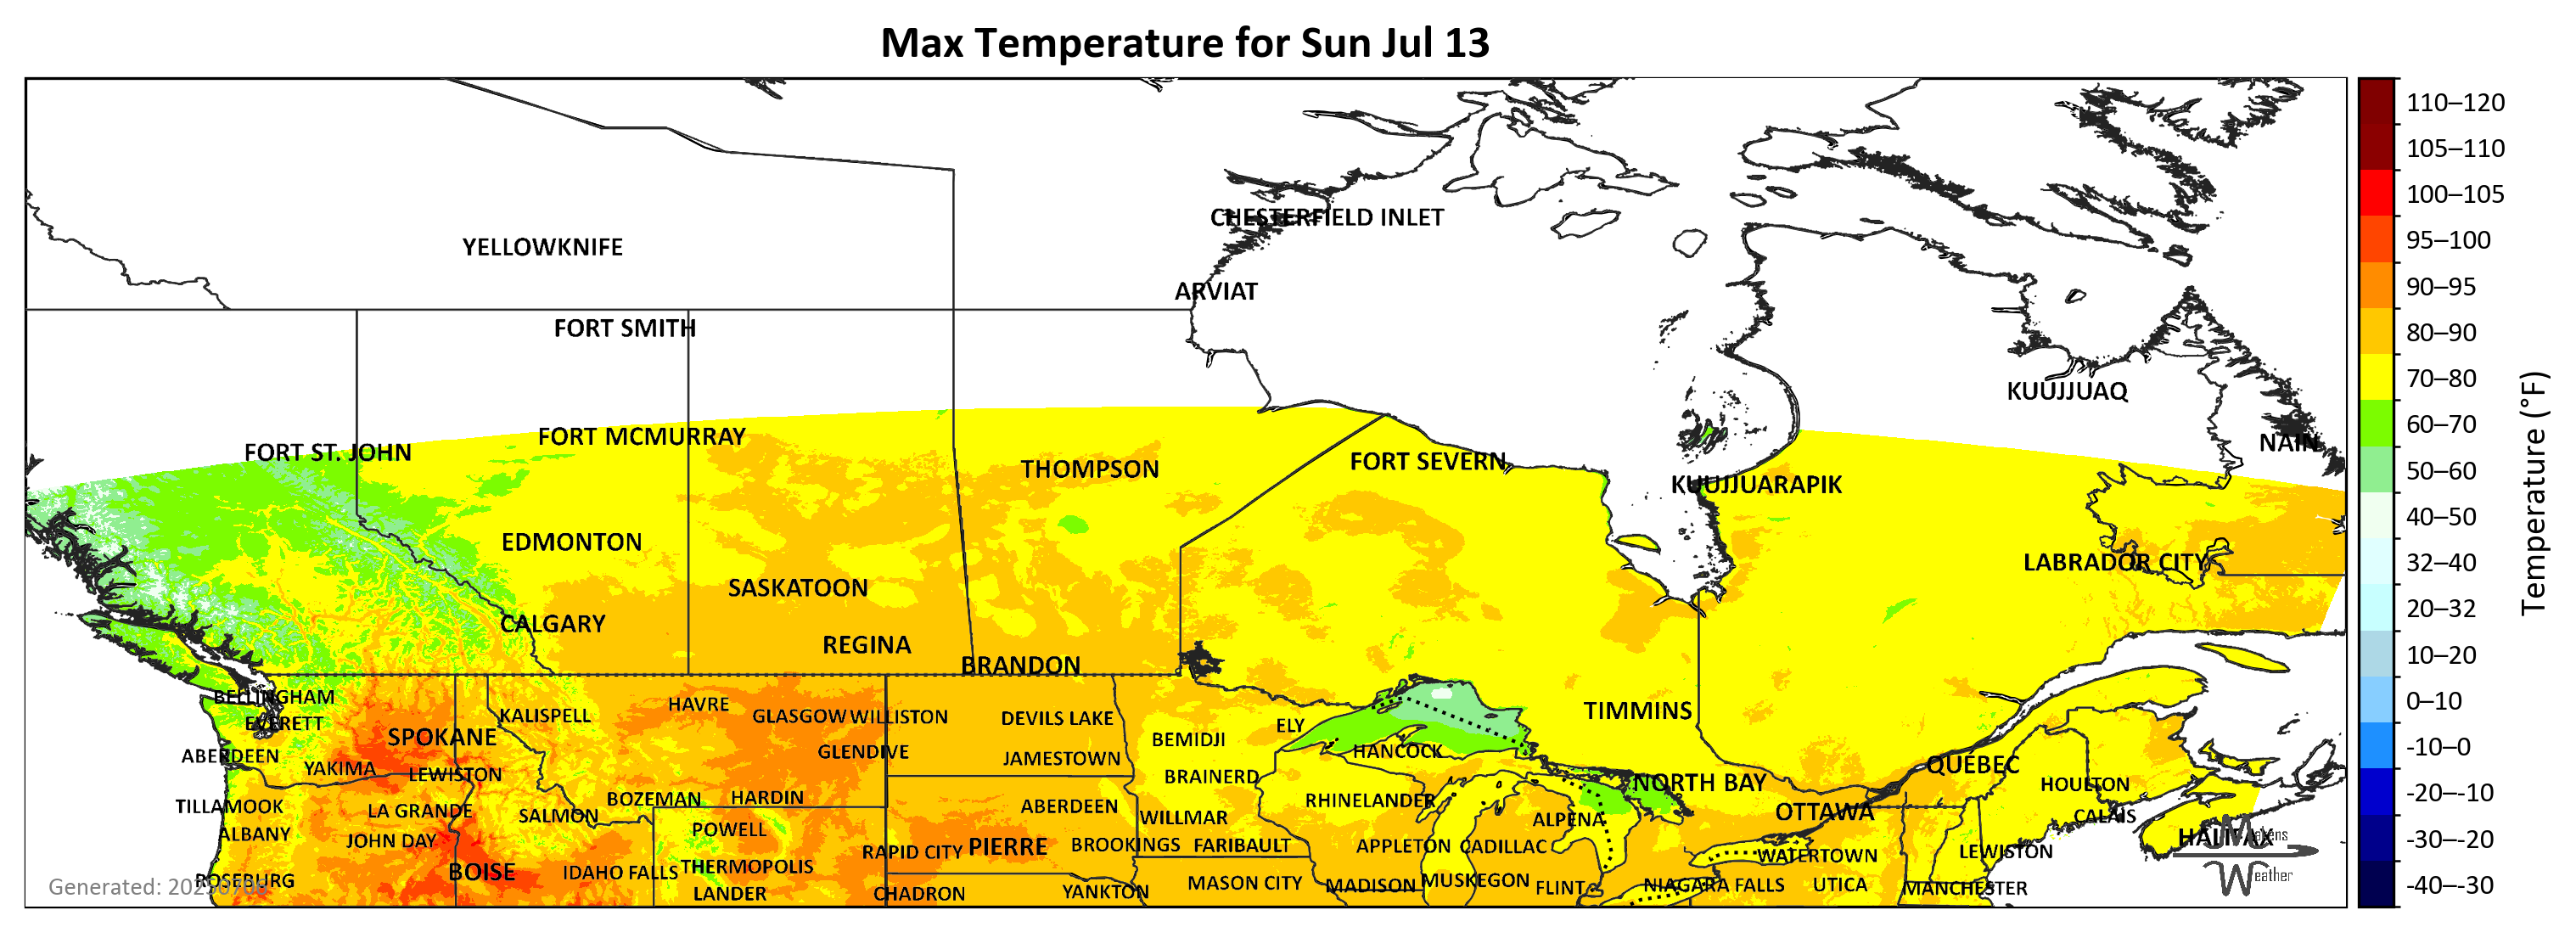 Max Temperature for Sun Jul 13
CHESTERFIELD INLET
YELLOWKNIFE
ARVIAT
FORT SMITH
KUUJJUAQ
FORT MCMURRAY
NAIN
FORT ST. JOHN
FORT SEVERN
THOMPSON
KUUJJUARAPIK
EDMONTON
LABRADOR CITY
SASKATOON
CALGARY
REGINA
BRANDON
BELLINGHAM
HAVRE
TIMMINS
KALISPELL
GLASGOW
WILLISTON
DEVILS LAKE
EVERETT
ELY
SPOKANE
BEMIDJI
HANCOCK
GLENDIVE
ABERDEEN
JAMESTOWN
QUÉBEC
YAKIMA
LEWISTON
BRAINERD
NORTH BAY
HOULTON
BOZEMAN
HARDIN
RHINELANDER
TILLAMOOK
ABERDEEN
LA GRANDE
OTTAWA
SALMON
CALAIS
WILLMAR
ALPENA
POWELL
ALBANY
HALIFAX
Makens
JOHN DAY
RAPID CITY
PIERRE
BROOKINGS
FARIBAULT
APPLETON
CADILLAC
LEWISTON
WATERTOWN
THERMOPOLIS
BOISE
IDAHO FALLS
Weather
ROSEBURG
MUSKEGON
MASON CITY
MADISON
NIAGARA FALLS
UTICA
Generated: 20250706
FLINT
MANCHESTER
YANKTON
LANDER
CHADRON
110–120
105–110
100–105
95–100
90–95
80–90
70–80
60–70
50–60
40–50
32–40
20–32
10–20
0–10
-10–0
-20–-10
-30–-20
-40–-30
Temperature (°F)